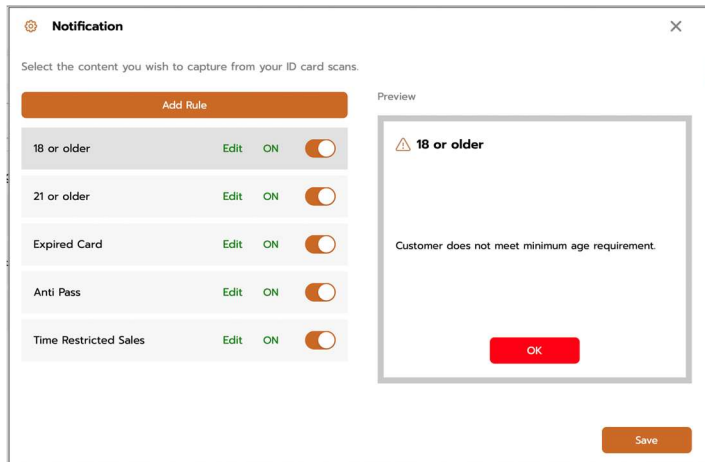 Notification
Select the content you wish to capture from your ID card scans.
Add Rule
18 or older Edit ON
21 or older Edit ON
Expired Card Edit ON
Anti Pass Edit ON
Time Restricted Sales Edit ON
Preview
18 or older
Customer does not meet minimum age requirement.
OK
Save